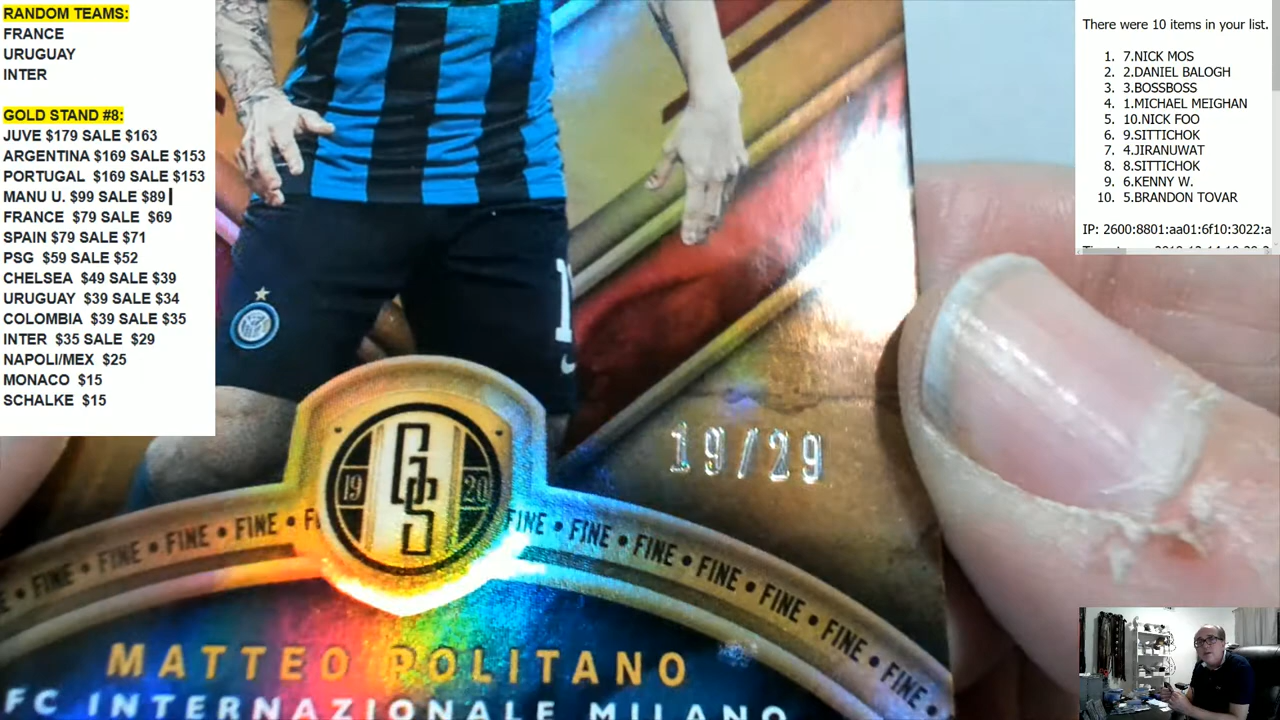 RANDOM TEAMS:
FRANCE
URUGUAY
INTER
GOLD STAND #8:
JUVE $179 SALE $163
ARGENTINA $169 SALE $153
PORTUGAL $169 SALE $153
MANU U. $99 SALE $89
FRANCE $79 SALE $69
SPAIN $79 SALE $71
PSG $59 SALE $52
CHELSEA $49 SALE $39
URUGUAY $39 SALE $34
COLOMBIA $39 SALE $35
INTER $35 SALE $29
NAPOLI/MEX $25
MONACO $15
SCHALKE $15
There were 10 items in your list.
1. 7.NICK MOS
2. 2.DANIEL BALOGH
3. 3.BOSSBOSS
4. 1.MICHAEL MEIGHAN
5. 10.NICK FOO
6. 9.SITTICHOK
7. 4.JIRANUWAT
8. 8.SITTICHOK
9. 6.KENNY W.
10. 5.BRANDON TOVAR
IP: 2600:8801:aa01:6f10:3022:a
19/29
19 GS 20
FINE • FINE • FINE • FINE • FINE • FINE • FINE • FINE • FINE • FINE • FINE •
MATTEO POLITANO
FC INTERNAZIONALE MILANO